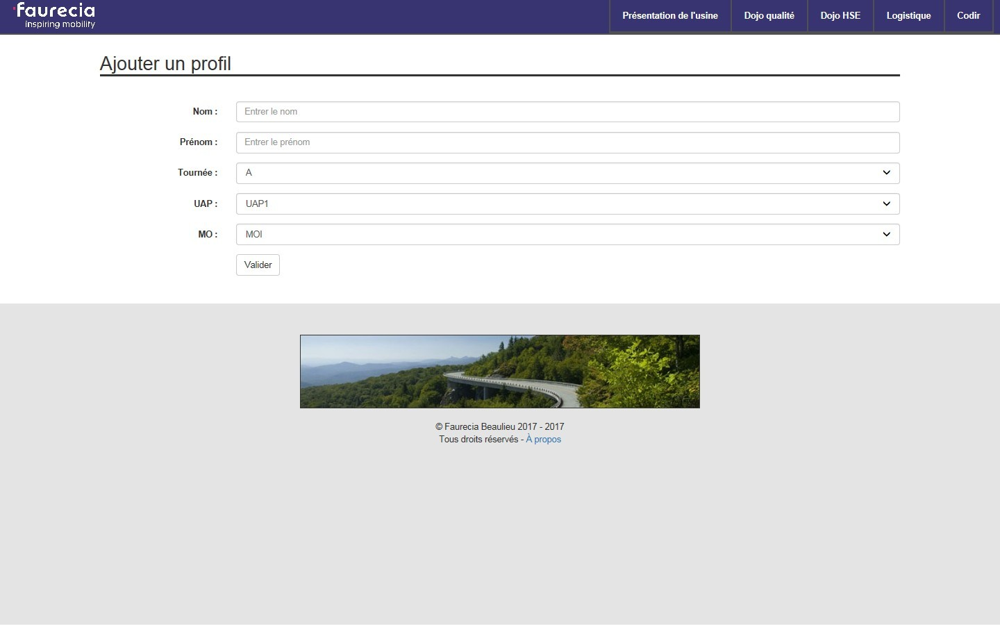 faurecia
inspiring mobility
Présentation de l'usine
Dojo qualité
Dojo HSE
Logistique
Codir
Ajouter un profil
Nom :
Entrer le nom
Prénom :
Entrer le prénom
Tournée :
A
UAP :
UAP1
MO :
MOI
Valider
© Faurecia Beaulieu 2017 - 2017
Tous droits réservés - À propos